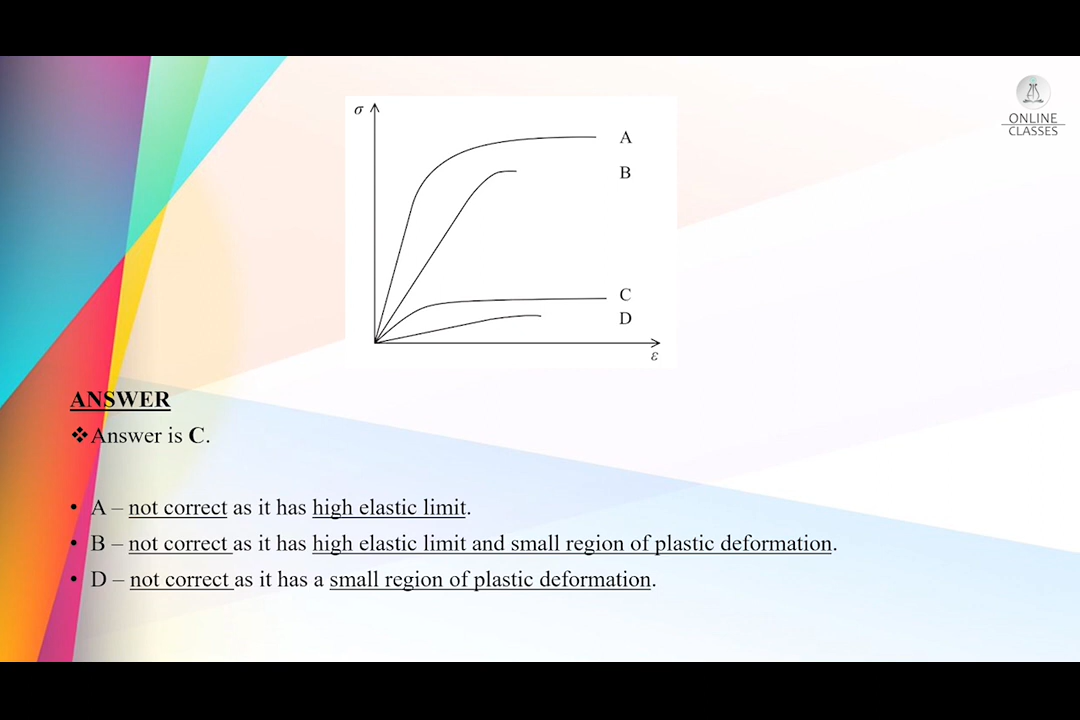 σ
A
B
C
D
ε
ONLINE
CLASSES
ANSWER
❖Answer is C.
• A – not correct as it has high elastic limit.
• B – not correct as it has high elastic limit and small region of plastic deformation.
• D – not correct as it has a small region of plastic deformation.